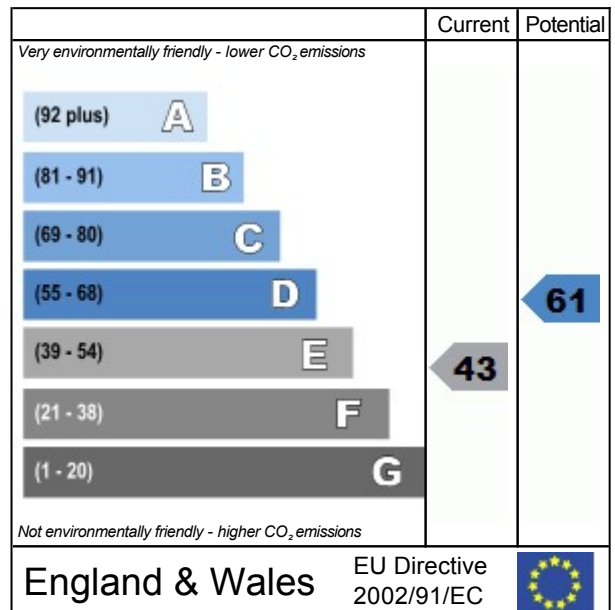 Current Potential
Very environmentally friendly - lower CO₂ emissions
(92 plus) A
(81 - 91) B
(69 - 80) C
(55 - 68) D
61
(39 - 54) E
43
(21 - 38) F
(1 - 20) G
Not environmentally friendly - higher CO₂ emissions
England & Wales
EU Directive
2002/91/EC